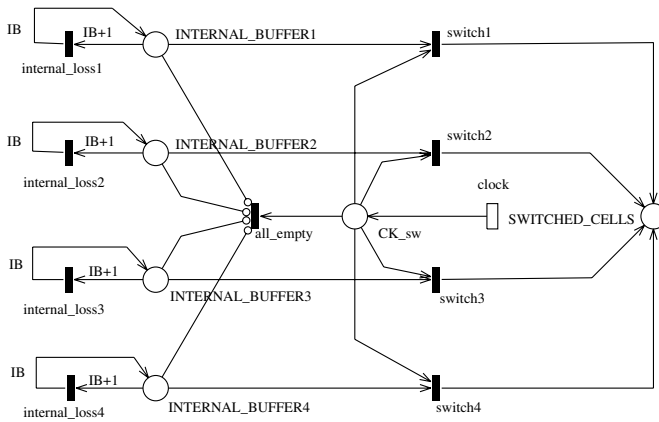 IB
IB+1
INTERNAL_BUFFER1
switch1
internal_loss1
IB
IB+1
INTERNAL_BUFFER2
switch2
internal_loss2
clock
all_empty
CK_sw
SWITCHED_CELLS
IB
IB+1
INTERNAL_BUFFER3
switch3
internal_loss3
IB
IB+1
INTERNAL_BUFFER4
switch4
internal_loss4